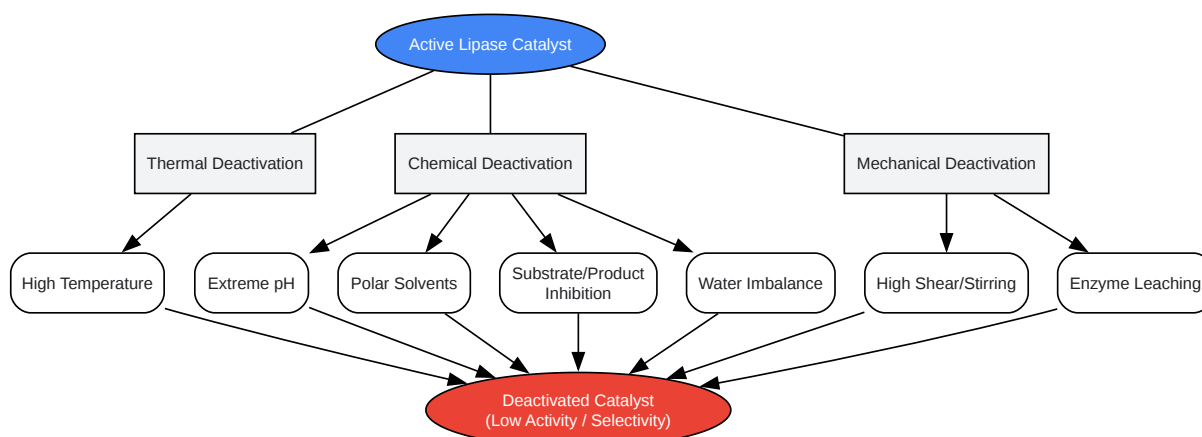 Active Lipase Catalyst
Thermal Deactivation
Chemical Deactivation
Mechanical Deactivation
High Temperature
Extreme pH
Polar Solvents
Substrate/Product
Inhibition
Water Imbalance
High Shear/Stirring
Enzyme Leaching
Deactivated Catalyst
(Low Activity / Selectivity)